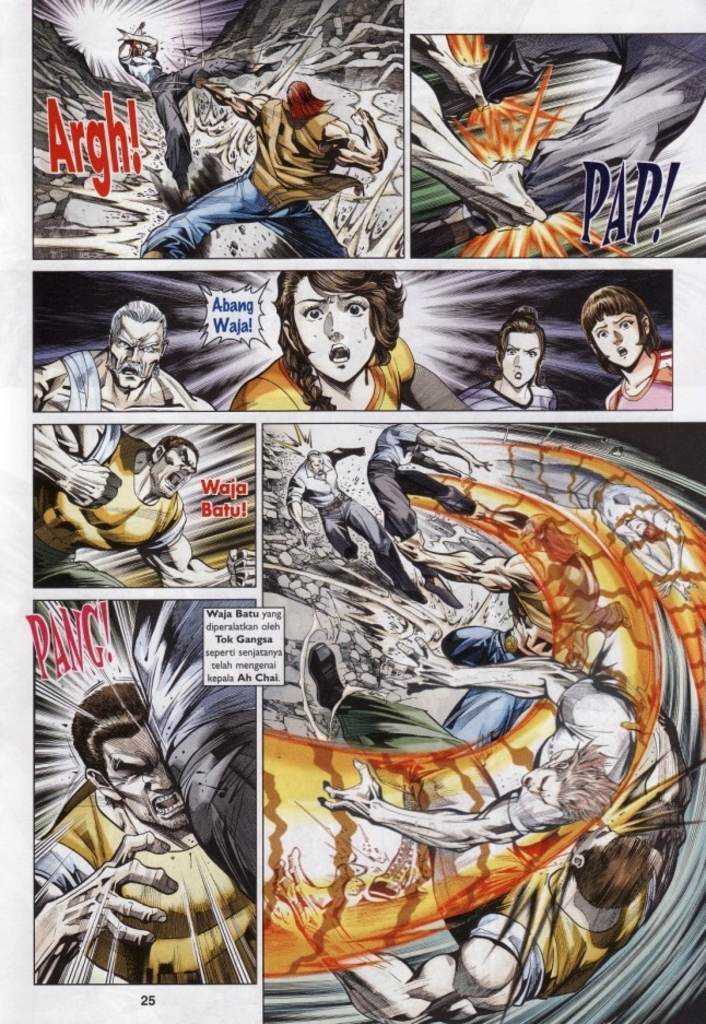 Argh!
PAP!
Abang
Waja!
Waja
Batu!
PANG!
Waja Batu yang
diperalatkan oleh
Tok Gangsa
seperti senjatanya
telah mengenai
kepala Ah Chai.
25